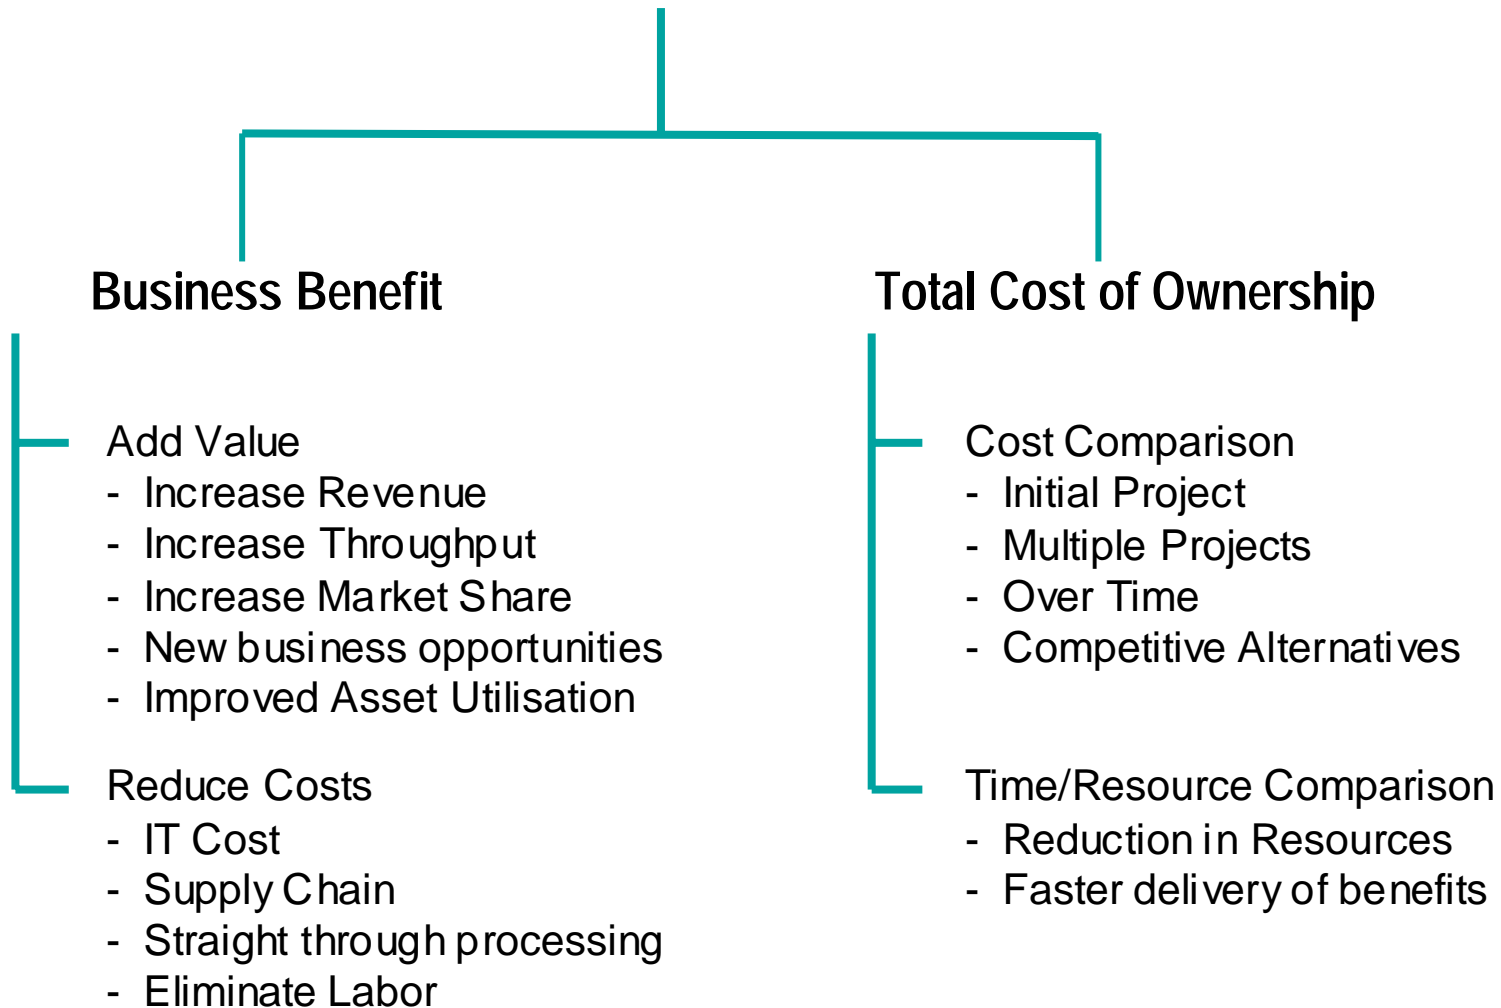 Business Benefit
Add Value
- Increase Revenue
- Increase Throughput
- Increase Market Share
- New business opportunities
- Improved Asset Utilisation
Reduce Costs
- IT Cost
- Supply Chain
- Straight through processing
- Eliminate Labor
Total Cost of Ownership
Cost Comparison
- Initial Project
- Multiple Projects
- Over Time
- Competitive Alternatives
Time/Resource Comparison
- Reduction in Resources
- Faster delivery of benefits